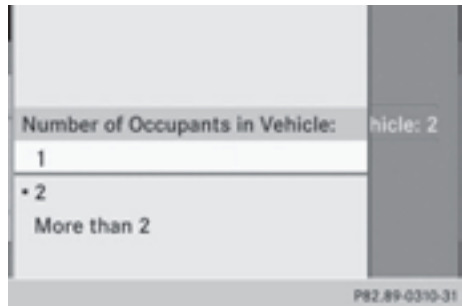 Number of Occupants in Vehicle:
hicle: 2
1
• 2
More than 2
P82.89-0310-31